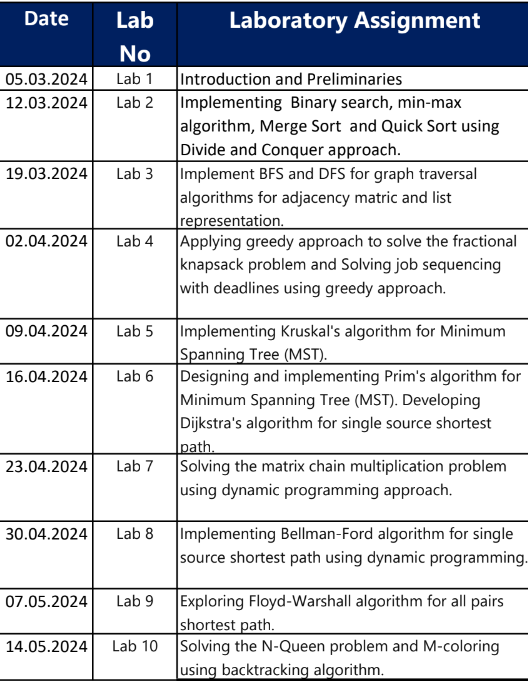 Date Lab No Laboratory Assignment
05.03.2024 Lab 1 Introduction and Preliminaries
12.03.2024 Lab 2 Implementing Binary search, min-max
algorithm, Merge Sort and Quick Sort using
Divide and Conquer approach.
19.03.2024 Lab 3 Implement BFS and DFS for graph traversal
algorithms for adjacency matric and list
representation.
02.04.2024 Lab 4 Applying greedy approach to solve the fractional
knapsack problem and Solving job sequencing
with deadlines using greedy approach.
09.04.2024 Lab 5 Implementing Kruskal's algorithm for Minimum
Spanning Tree (MST).
16.04.2024 Lab 6 Designing and implementing Prim's algorithm for
Minimum Spanning Tree (MST). Developing
Dijkstra's algorithm for single source shortest
path.
23.04.2024 Lab 7 Solving the matrix chain multiplication problem
using dynamic programming approach.
30.04.2024 Lab 8 Implementing Bellman-Ford algorithm for single
source shortest path using dynamic programming.
07.05.2024 Lab 9 Exploring Floyd-Warshall algorithm for all pairs
shortest path.
14.05.2024 Lab 10 Solving the N-Queen problem and M-coloring
using backtracking algorithm.